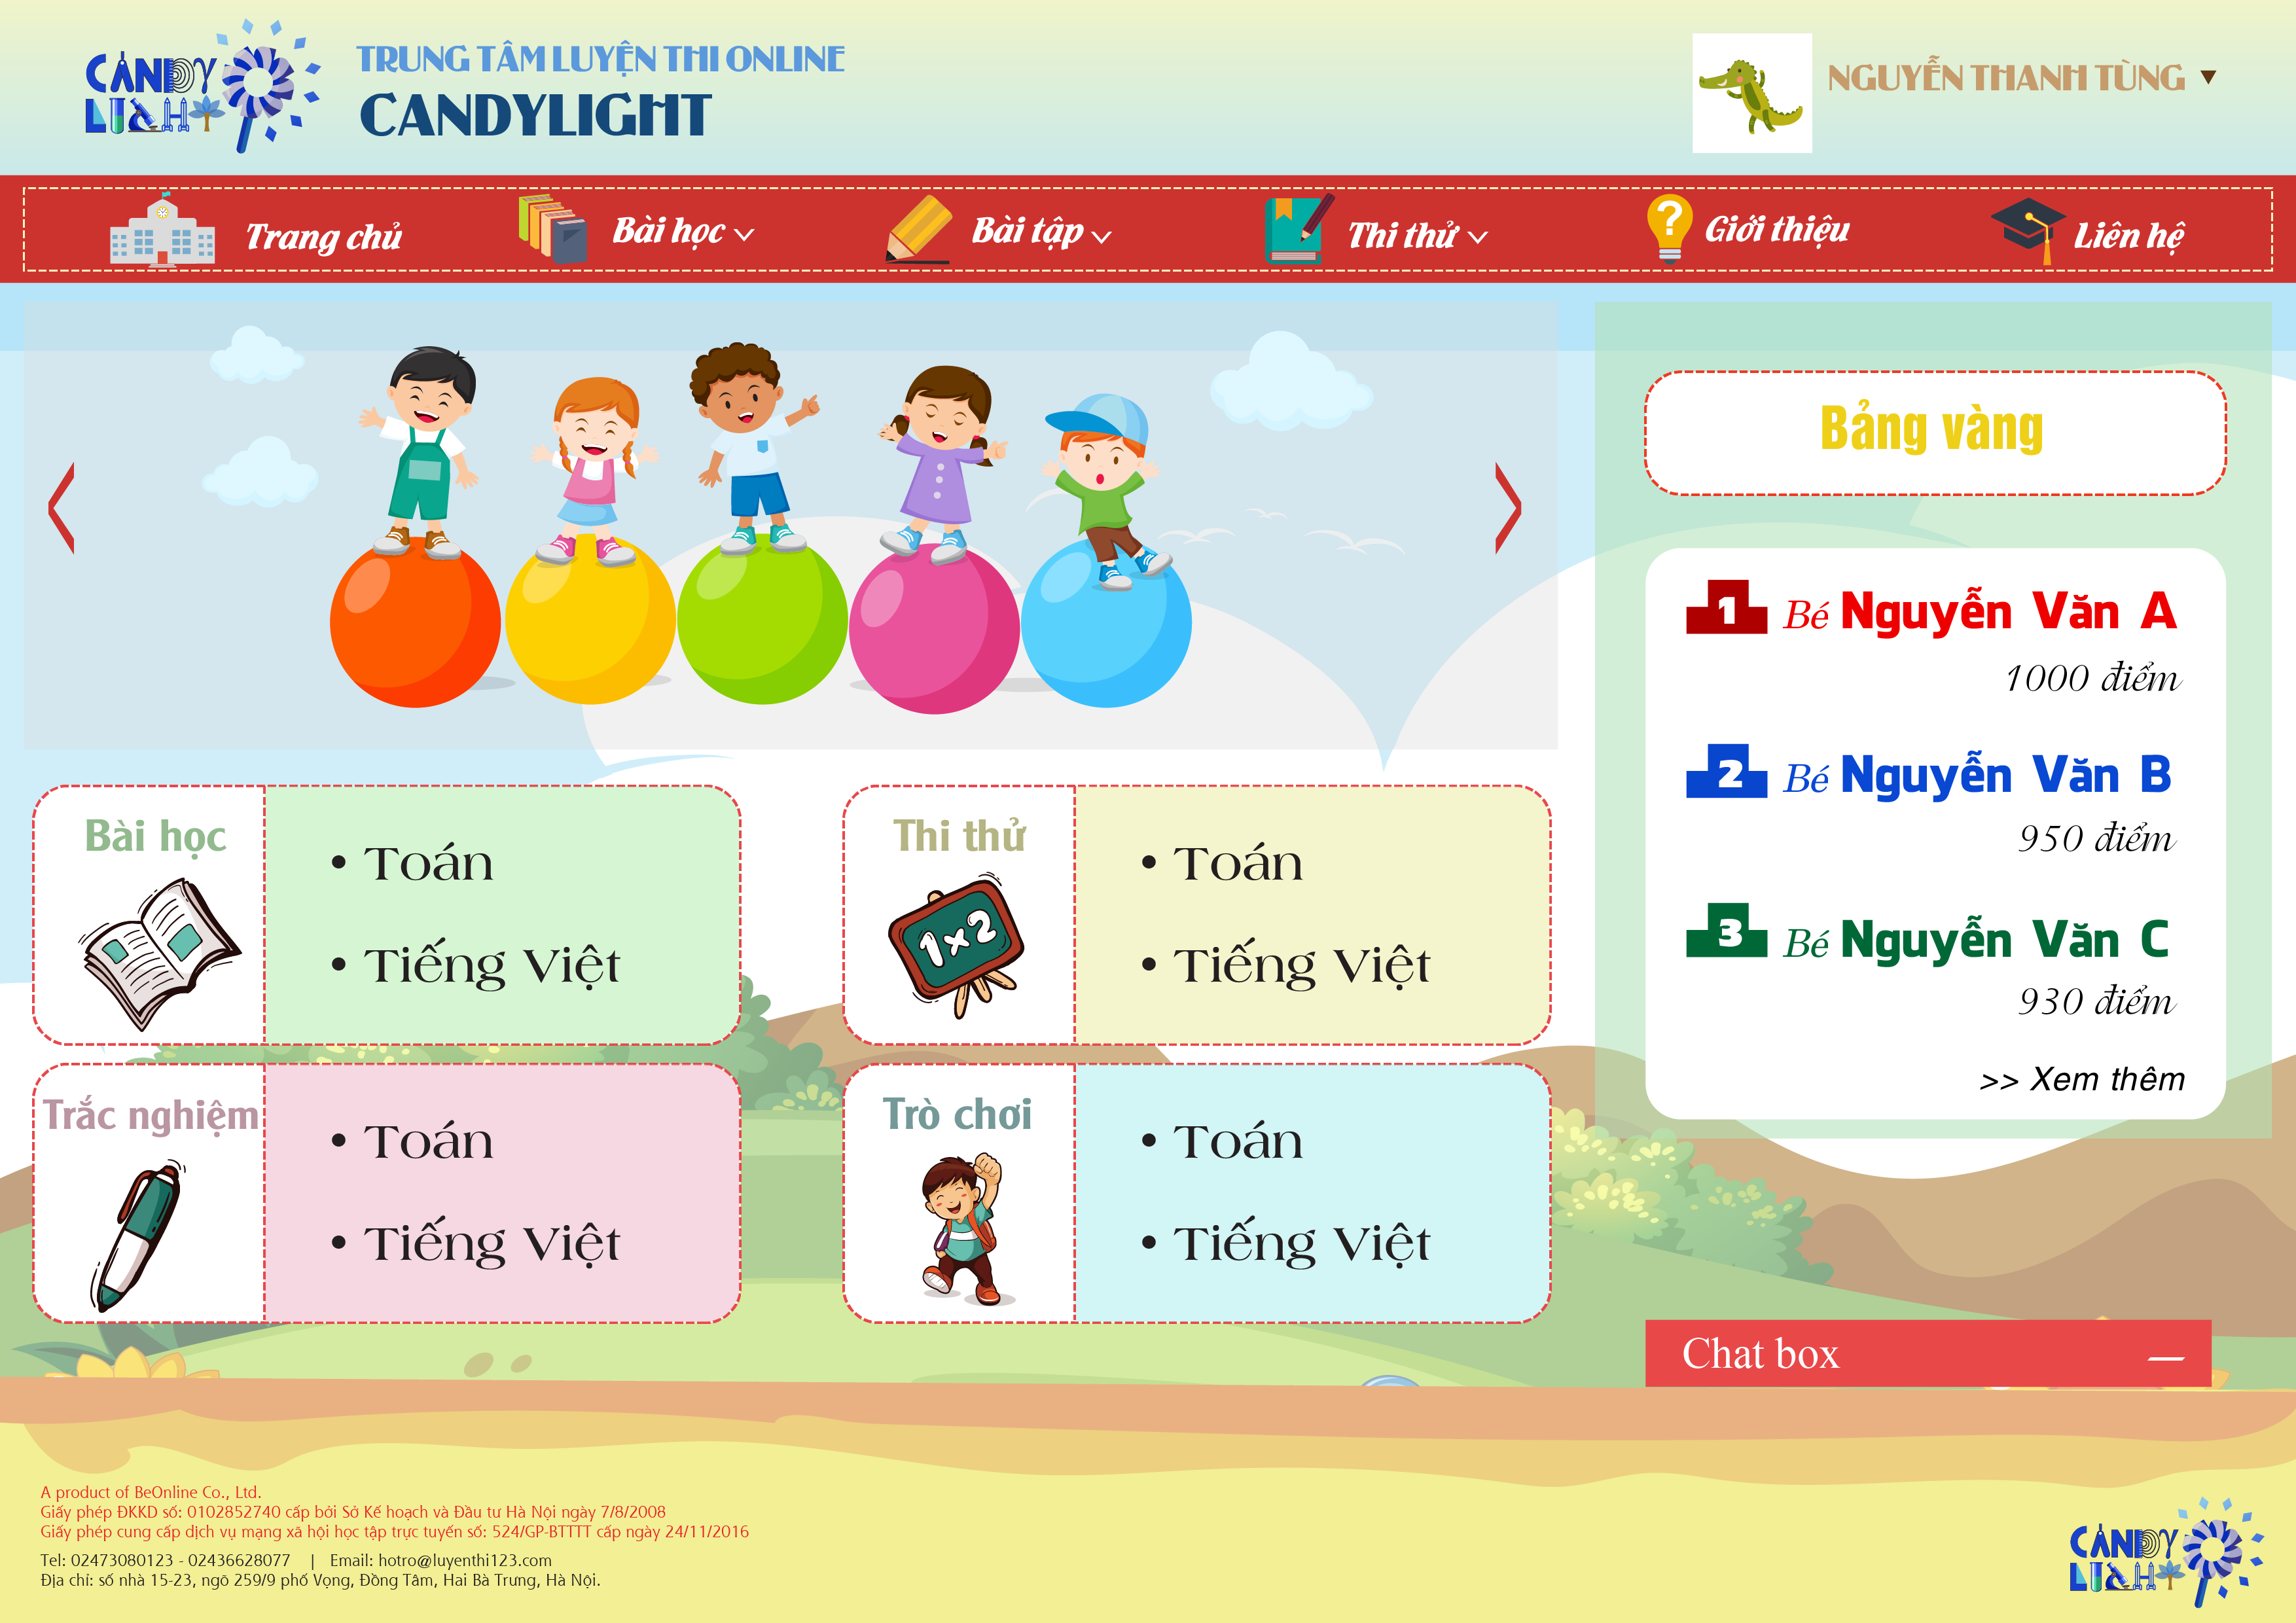 CANDY
LIGHT
TRUNG TÂM LUYỆN THI ONLINE
CANDYLIGHT
NGUYỄN THANH TÙNG
Trang chủ
Bài học
Bài tập
Thi thử
Giới thiệu
Liên hệ
Bảng vàng
1 Bé Nguyễn Văn A
1000 điểm
2 Bé Nguyễn Văn B
950 điểm
3 Bé Nguyễn Văn C
930 điểm
>> Xem thêm
Bài học
• Toán
• Tiếng Việt
Thi thử
1x2
• Toán
• Tiếng Việt
Trắc nghiệm
• Toán
• Tiếng Việt
Trò chơi
• Toán
• Tiếng Việt
Chat box
A product of BeOnline Co., Ltd.
Giấy phép ĐKKD số: 0102852740 cấp bởi Sở Kế hoạch và Đầu tư Hà Nội ngày 7/8/2008
Giấy phép cung cấp dịch vụ mạng xã hội học tập trực tuyến số: 524/GP-BTTTT cấp ngày 24/11/2016
Tel: 02473080123 - 02436628077 | Email: hotro@luyenthi123.com
Địa chỉ: số nhà 15-23, ngõ 259/9 phố Vọng, Đồng Tâm, Hai Bà Trưng, Hà Nội.
CANDY
LIGHT